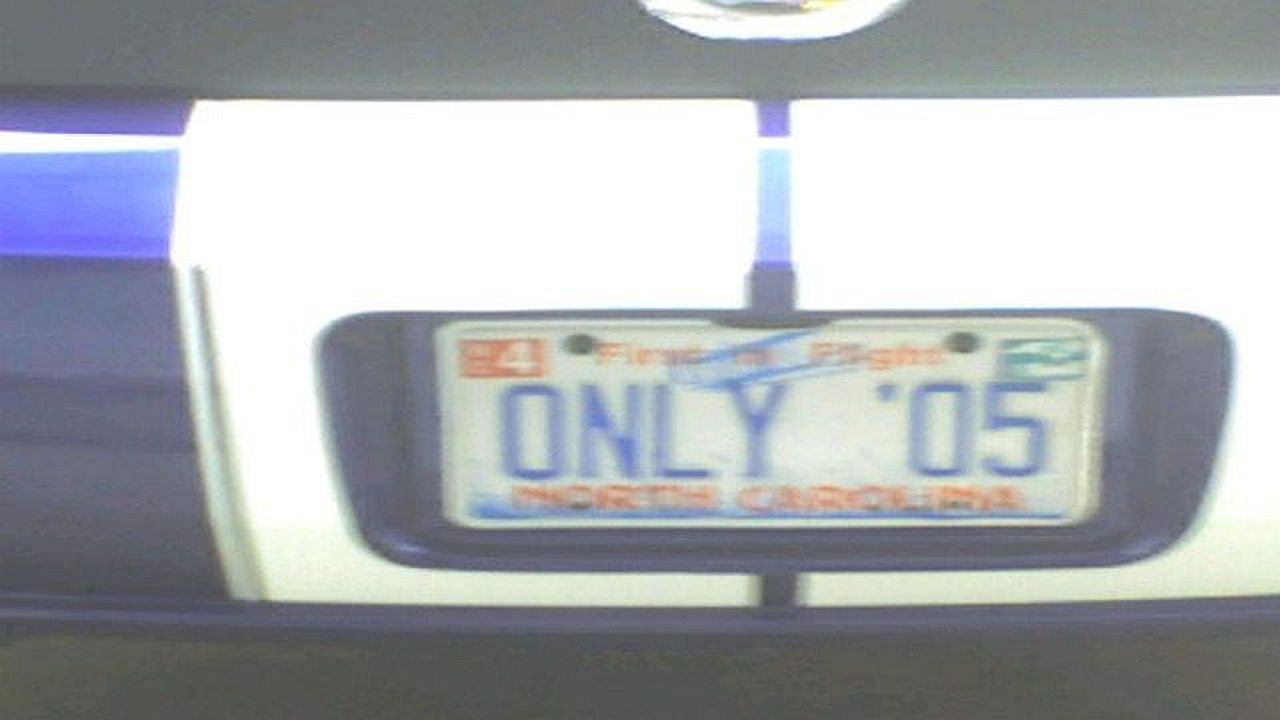 4 First in Flight
ONLY '05
NORTH CAROLINA